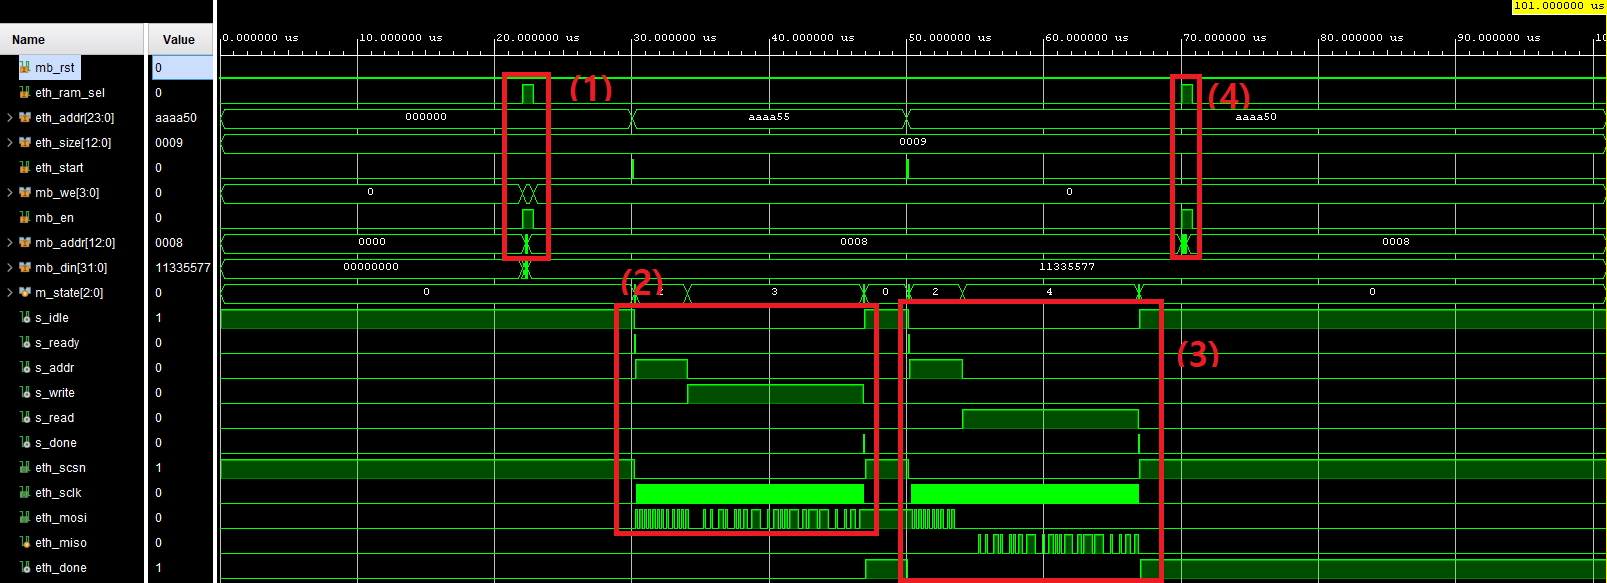 101.000000 us
Name Value 0.000000 us 10.000000 us 20.000000 us 30.000000 us 40.000000 us 50.000000 us 60.000000 us 70.000000 us 80.000000 us 90.000000 us 10
mb_rst 0
eth_ram_sel 0 (1) (4)
eth_addr[23:0] aaaa50 000000 aaaa55 aaaa50
eth_size[12:0] 0009 0009
eth_start 0
mb_we[3:0] 0 0 0
mb_en 0
mb_addr[12:0] 0008 0000 0008 0008
mb_din[31:0] 11335577 00000000 11335577
(2)
m_state[2:0] 0 0 2 3 0 2 4 0
s_idle 1
s_ready 0 (3)
s_addr 0
s_write 0
s_read 0
s_done 0
eth_scsn 1
eth_sclk 0
eth_mosi 0
eth_miso 0
eth_done 1